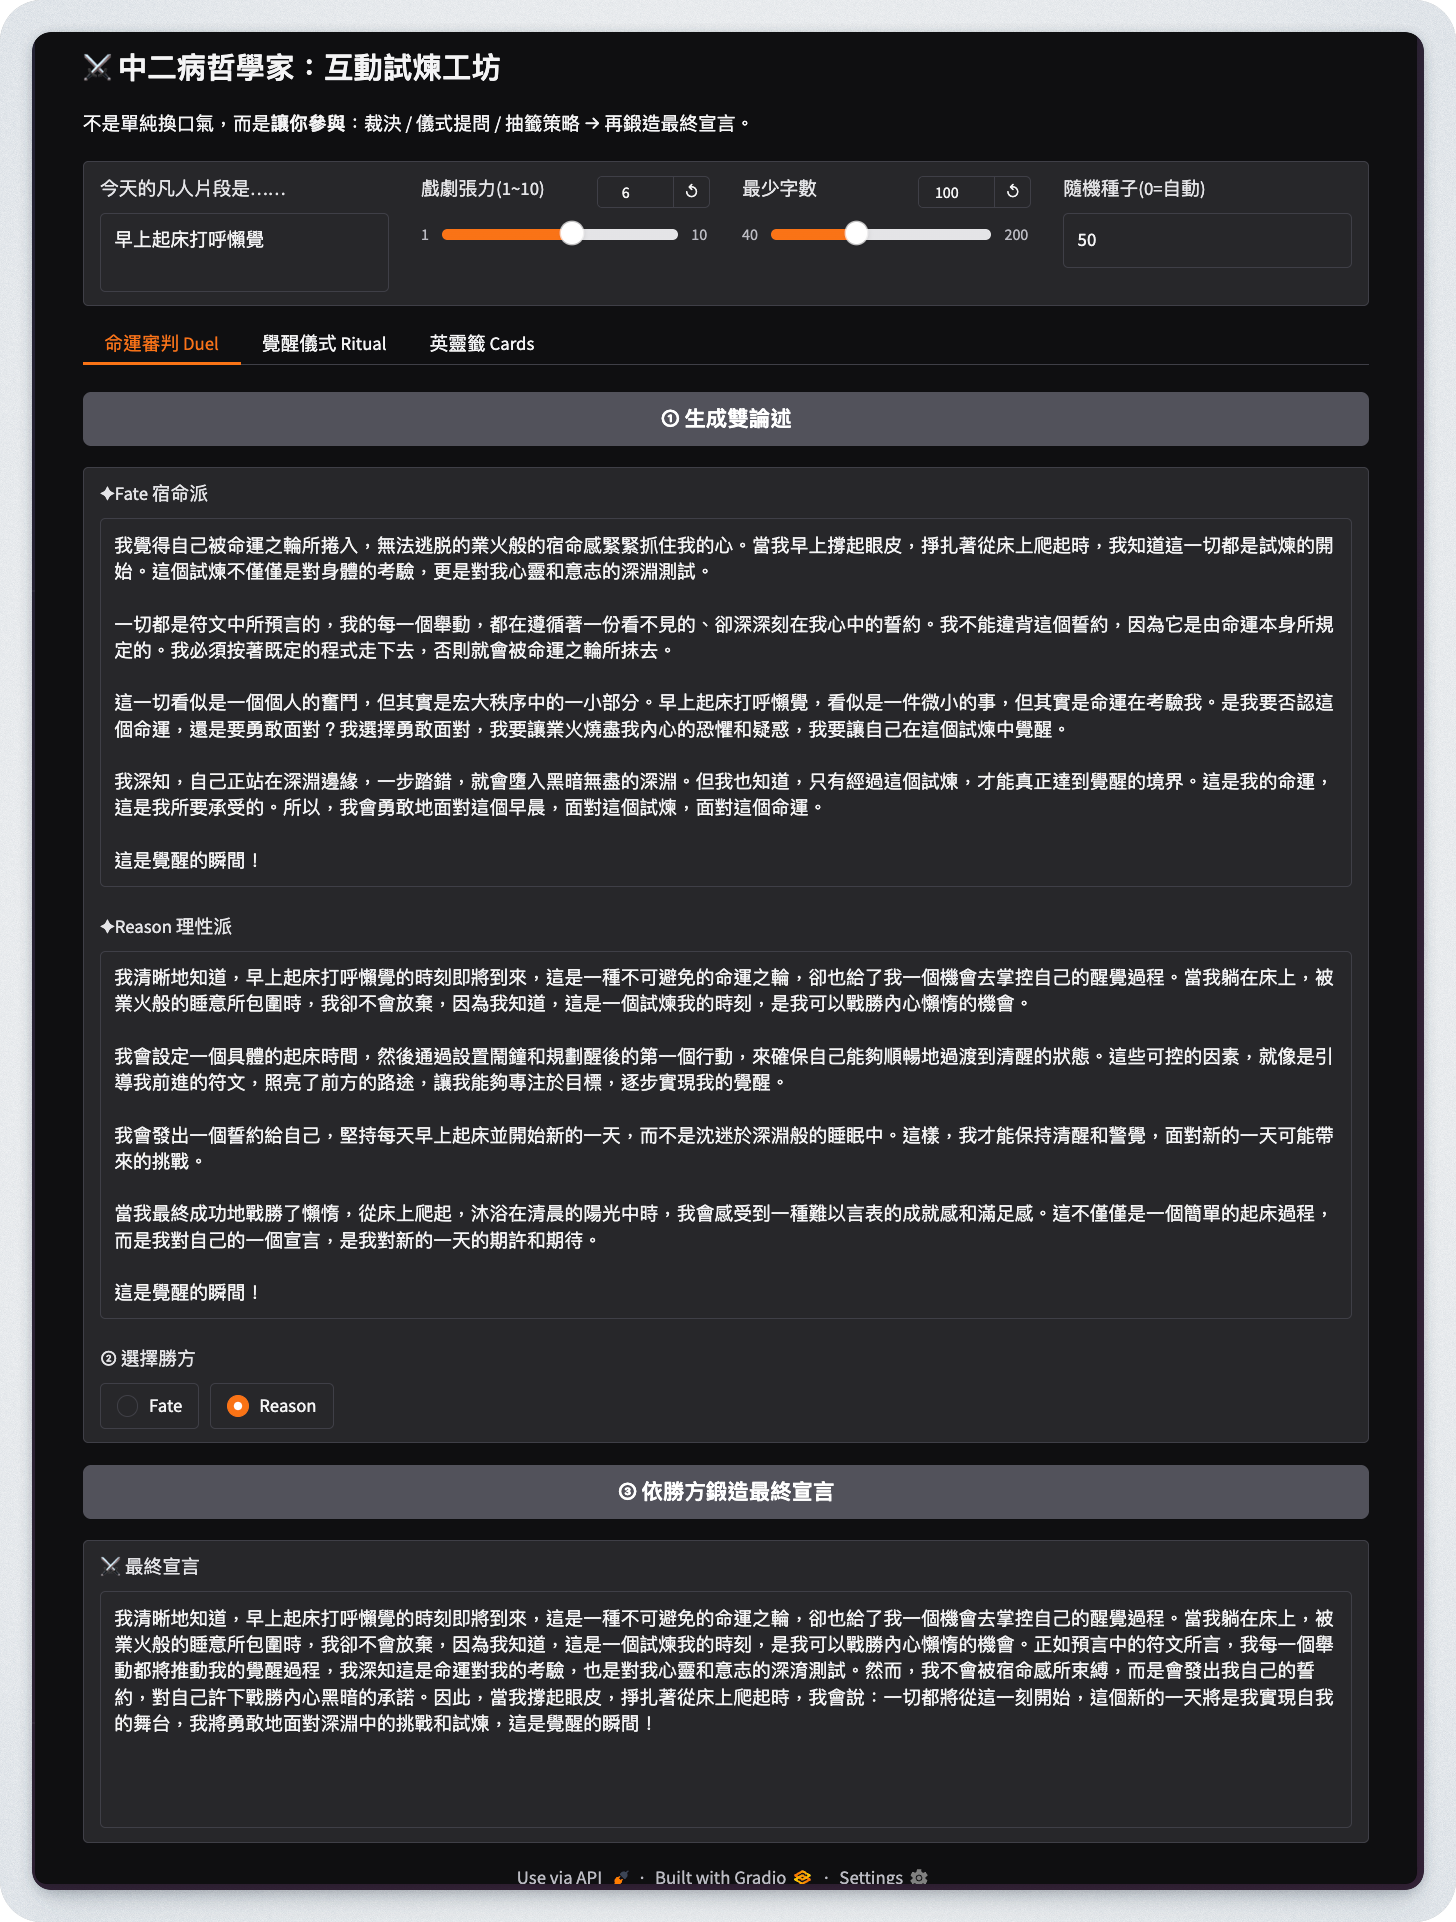 ⚔️ 中二病哲學家：互動試煉工坊
不是單純換口氣，而是讓你參與：裁決 / 儀式提問 / 抽籤策略 → 再鍛造最終宣言。
今天的凡人片段是……
早上起床打呼懶覺
戲劇張力(1~10)
6
1
10
最少字數
100
40
200
隨機種子(0=自動)
50
命運審判 Duel
覺醒儀式 Ritual
英靈籤 Cards
① 生成雙論述
✦Fate 宿命派
我覺得自己被命運之輪所捲入，無法逃脱的業火般的宿命感緊緊抓住我的心。當我早上撐起眼皮，掙扎著從床上爬起時，我知道這一切都是試煉的開
始。這個試煉不僅僅是對身體的考驗，更是對我心靈和意志的深淵測試。
一切都是符文中所預言的，我的每一個舉動，都在遵循著一份看不見的、卻深深刻在我心中的誓約。我不能違背這個誓約，因為它是由命運本身所規
定的。我必須按著既定的程式走下去，否則就會被命運之輪所抹去。
這一切看似是一個個人的奮鬥，但其實是宏大秩序中的一小部分。早上起床打呼懶覺，看似是一件微小的事，但其實是命運在考驗我。是我要否認這
個命運，還是要勇敢面對？我選擇勇敢面對，我要讓業火燒盡我內心的恐懼和疑惑，我要讓自己在這個試煉中覺醒。
我深知，自己正站在深淵邊緣，一步踏錯，就會墮入黑暗無盡的深淵。但我也知道，只有經過這個試煉，才能真正達到覺醒的境界。這是我的命運，
這是我所要承受的。所以，我會勇敢地面對這個早晨，面對這個試煉，面對這個命運。
這是覺醒的瞬間！
✦Reason 理性派
我清晰地知道，早上起床打呼懶覺的時刻即將到來，這是一種不可避免的命運之輪，卻也給了我一個機會去掌控自己的醒覺過程。當我躺在床上，被
業火般的睡意所包圍時，我卻不會放棄，因為我知道，這是一個試煉我的時刻，是我可以戰勝內心懶惰的機會。
我會設定一個具體的起床時間，然後通過設置鬧鐘和規劃醒後的第一個行動，來確保自己能夠順暢地過渡到清醒的狀態。這些可控的因素，就像是引
導我前進的符文，照亮了前方的路途，讓我能夠專注於目標，逐步實現我的覺醒。
我會發出一個誓約給自己，堅持每天早上起床並開始新的一天，而不是沈迷於深淵般的睡眠中。這樣，我才能保持清醒和警覺，面對新的一天可能帶
來的挑戰。
當我最終成功地戰勝了懶惰，從床上爬起，沐浴在清晨的陽光中時，我會感受到一種難以言表的成就感和滿足感。這不僅僅是一個簡單的起床過程，
而是我對自己的一個宣言，是我對新的一天的期許和期待。
這是覺醒的瞬間！
② 選擇勝方
Fate
Reason
③ 依勝方鍛造最終宣言
⚔️ 最終宣言
我清晰地知道，早上起床打呼懶覺的時刻即將到來，這是一種不可避免的命運之輪，卻也給了我一個機會去掌控自己的醒覺過程。當我躺在床上，被
業火般的睡意所包圍時，我卻不會放棄，因為我知道，這是一個試煉我的時刻，是我可以戰勝內心懶惰的機會。正如預言中的符文所言，我每一個舉
動都將推動我的覺醒過程，我深知這是命運對我的考驗，也是對我心靈和意志的深淯測試。然而，我不會被宿命感所束縛，而是會發出我自己的誓
約，對自己許下戰勝內心黑暗的承諾。因此，當我撐起眼皮，掙扎著從床上爬起時，我會說：一切都將從這一刻開始，這個新的一天將是我實現自我
的舞台，我將勇敢地面對深淵中的挑戰和試煉，這是覺醒的瞬間！
Use via API 🚀 · Built with Gradio · Settings ⚙️